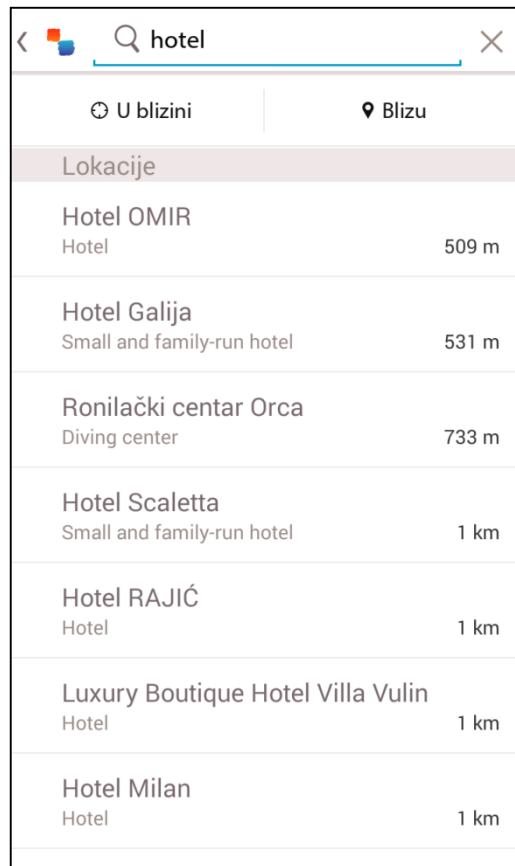 hotel
U blizini
Blizu
Lokacije
Hotel OMIR
Hotel 509 m
Hotel Galija
Small and family-run hotel 531 m
Ronilački centar Orca
Diving center 733 m
Hotel Scaletta
Small and family-run hotel 1 km
Hotel RAJIĆ
Hotel 1 km
Luxury Boutique Hotel Villa Vulin
Hotel 1 km
Hotel Milan
Hotel 1 km